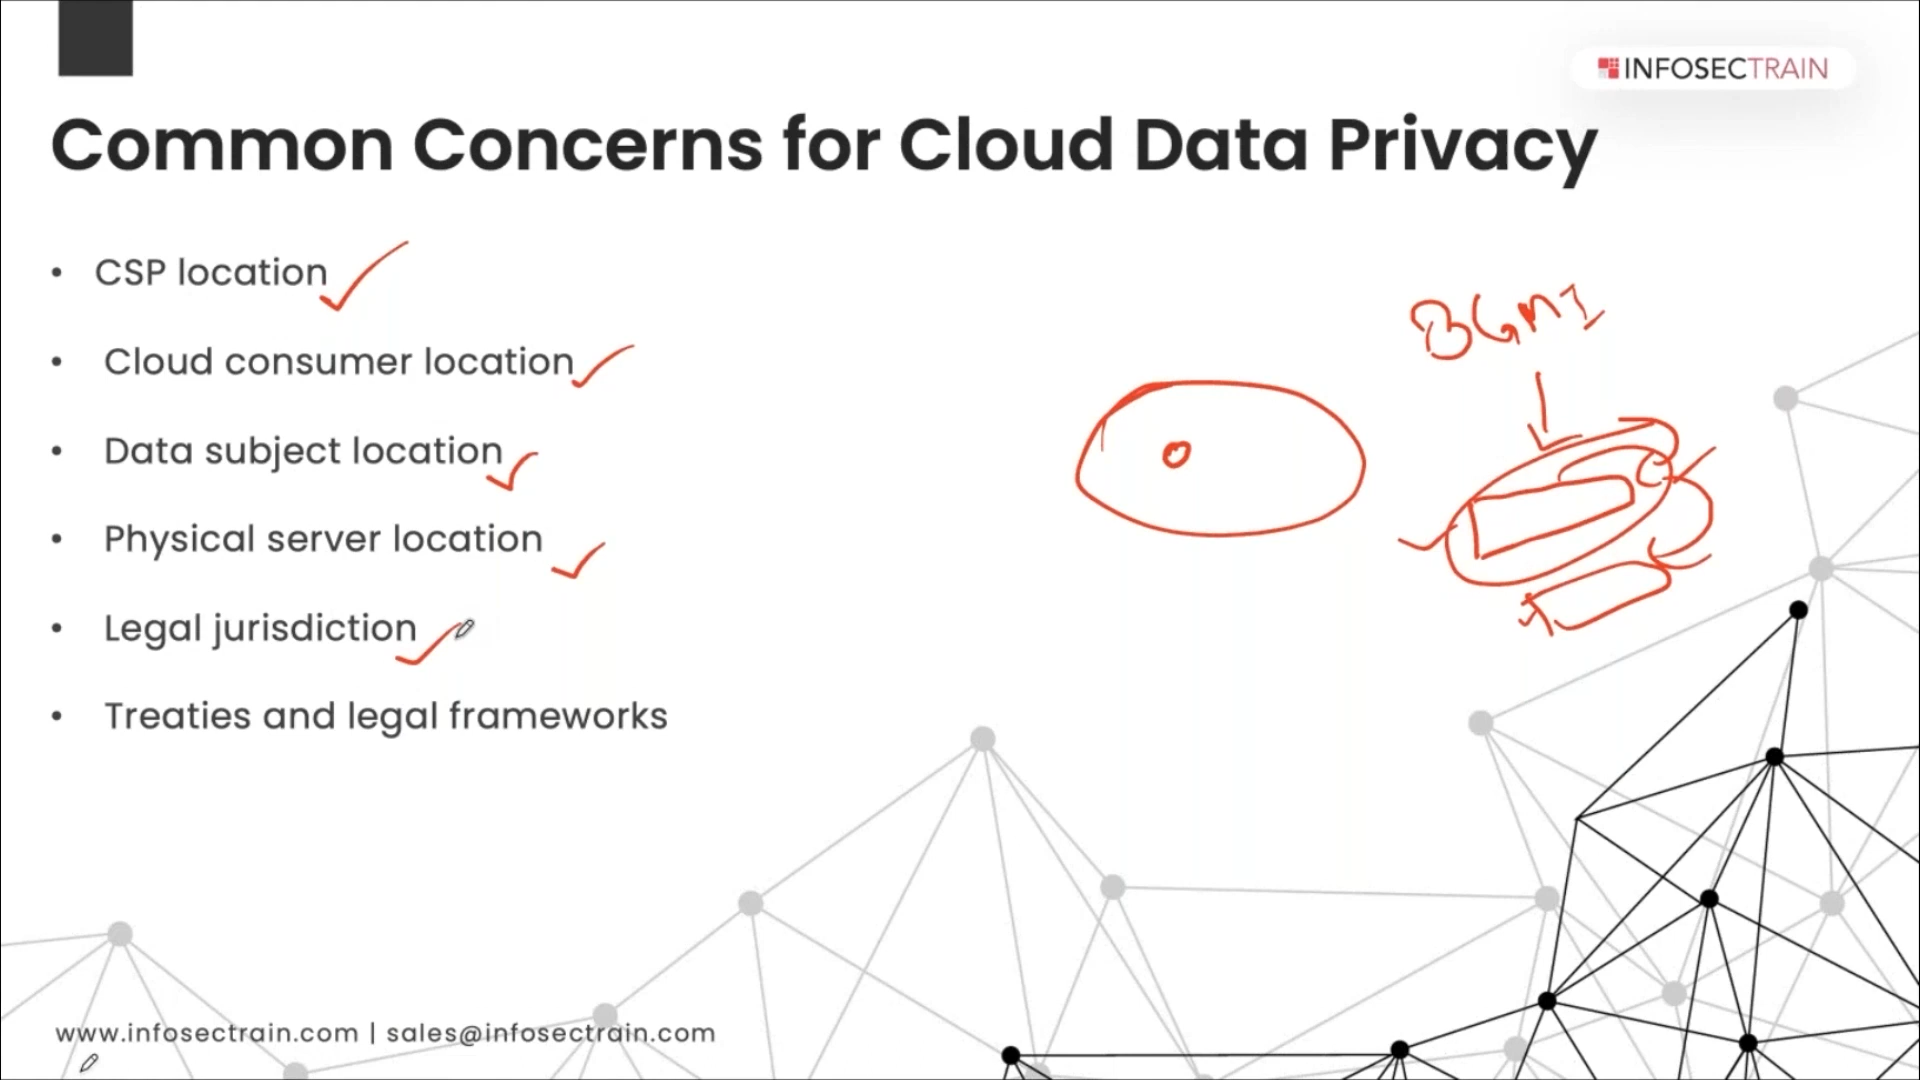 INFOSECTRAIN
Common Concerns for Cloud Data Privacy
• CSP location
• Cloud consumer location
• Data subject location
• Physical server location
• Legal jurisdiction
• Treaties and legal frameworks
BGMI
www.infosectrain.com | sales@infosectrain.com